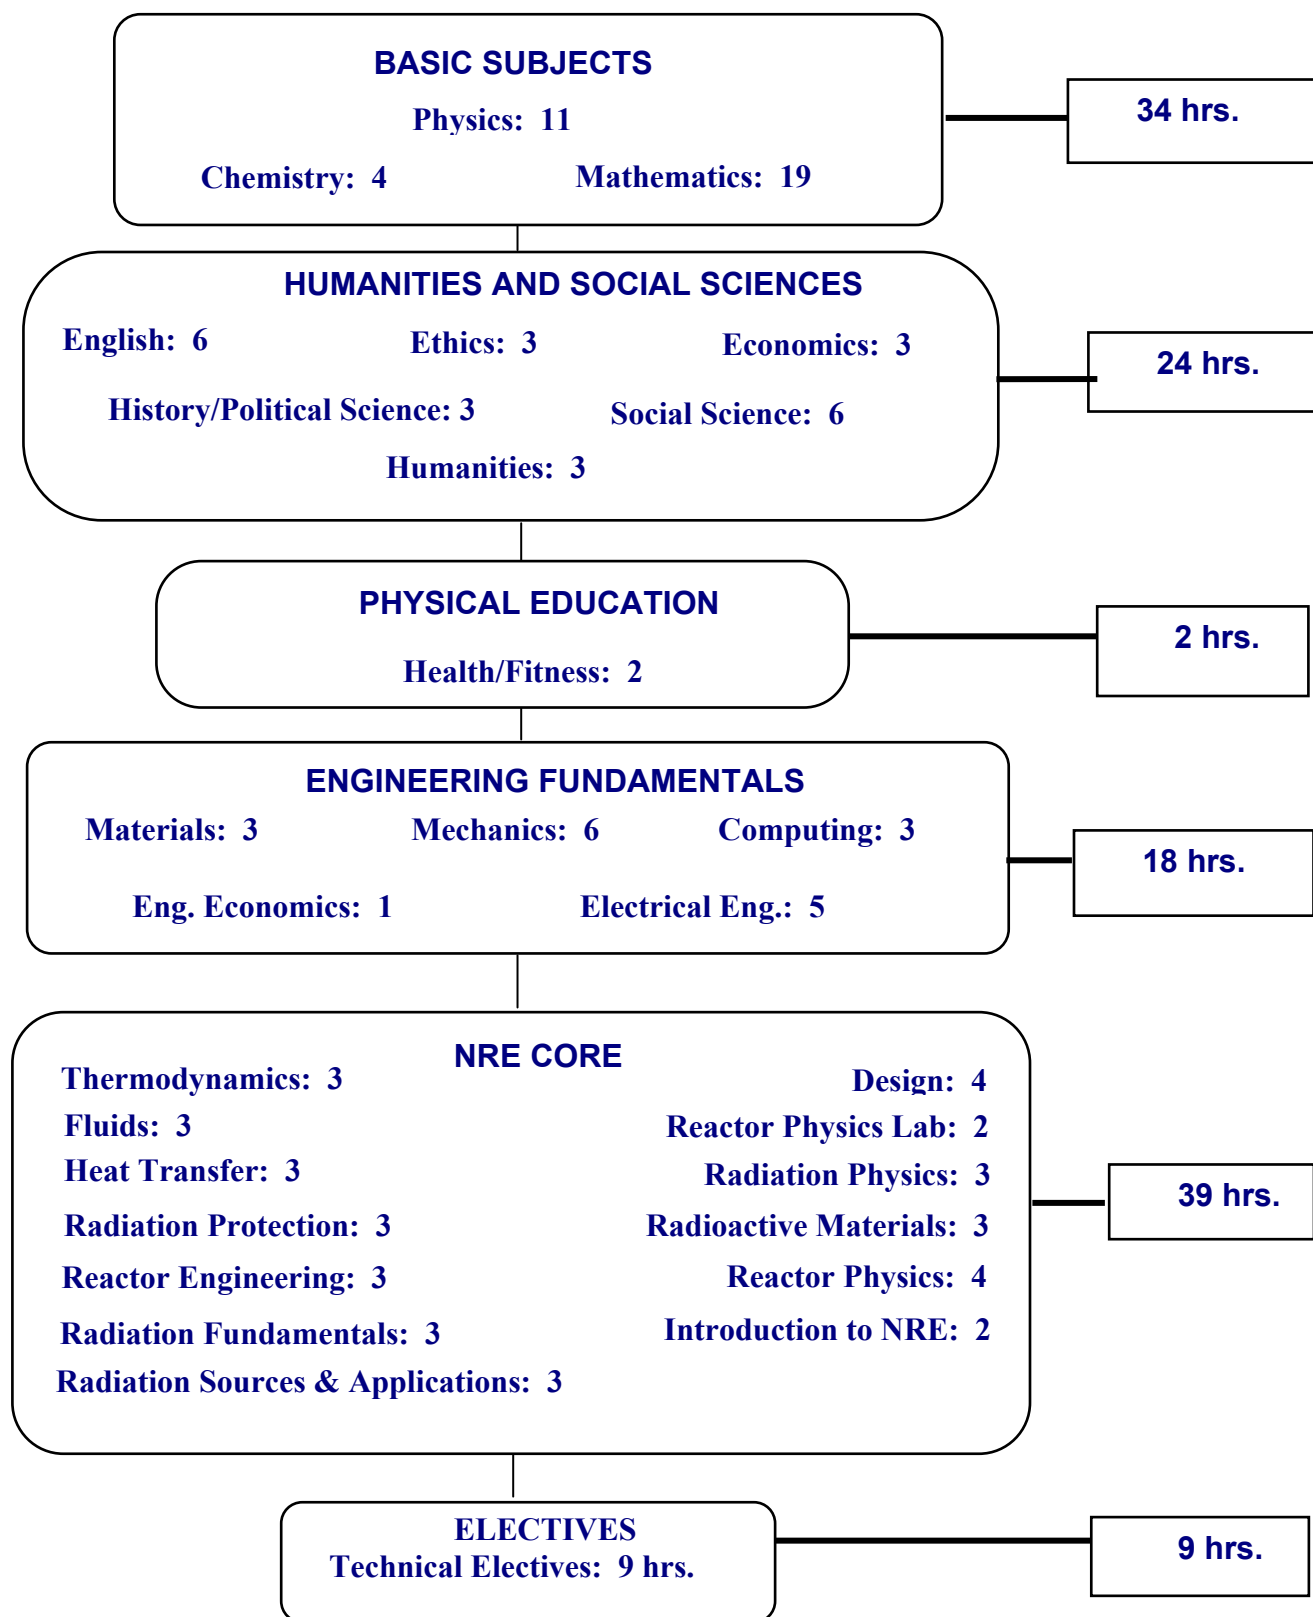 BASIC SUBJECTS
Physics: 11
34 hrs.
Chemistry: 4
Mathematics: 19
HUMANITIES AND SOCIAL SCIENCES
English: 6
Ethics: 3
Economics: 3
24 hrs.
History/Political Science: 3
Social Science: 6
Humanities: 3
PHYSICAL EDUCATION
Health/Fitness: 2
2 hrs.
ENGINEERING FUNDAMENTALS
Materials: 3
Mechanics: 6
Computing: 3
18 hrs.
Eng. Economics: 1
Electrical Eng.: 5
NRE CORE
Thermodynamics: 3
Fluids: 3
Heat Transfer: 3
Radiation Protection: 3
Reactor Engineering: 3
Radiation Fundamentals: 3
Radiation Sources & Applications: 3
Design: 4
Reactor Physics Lab: 2
Radiation Physics: 3
Radioactive Materials: 3
Reactor Physics: 4
Introduction to NRE: 2
39 hrs.
ELECTIVES
Technical Electives: 9 hrs.
9 hrs.